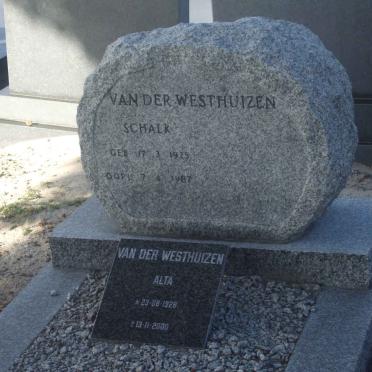 VAN DER WESTHUIZEN
SCHALK
GEB 17 3 1925
OORL 7 4 1987
VAN DER WESTHUIZEN
ALTA
* 23-08-1928
† 13-11-2000